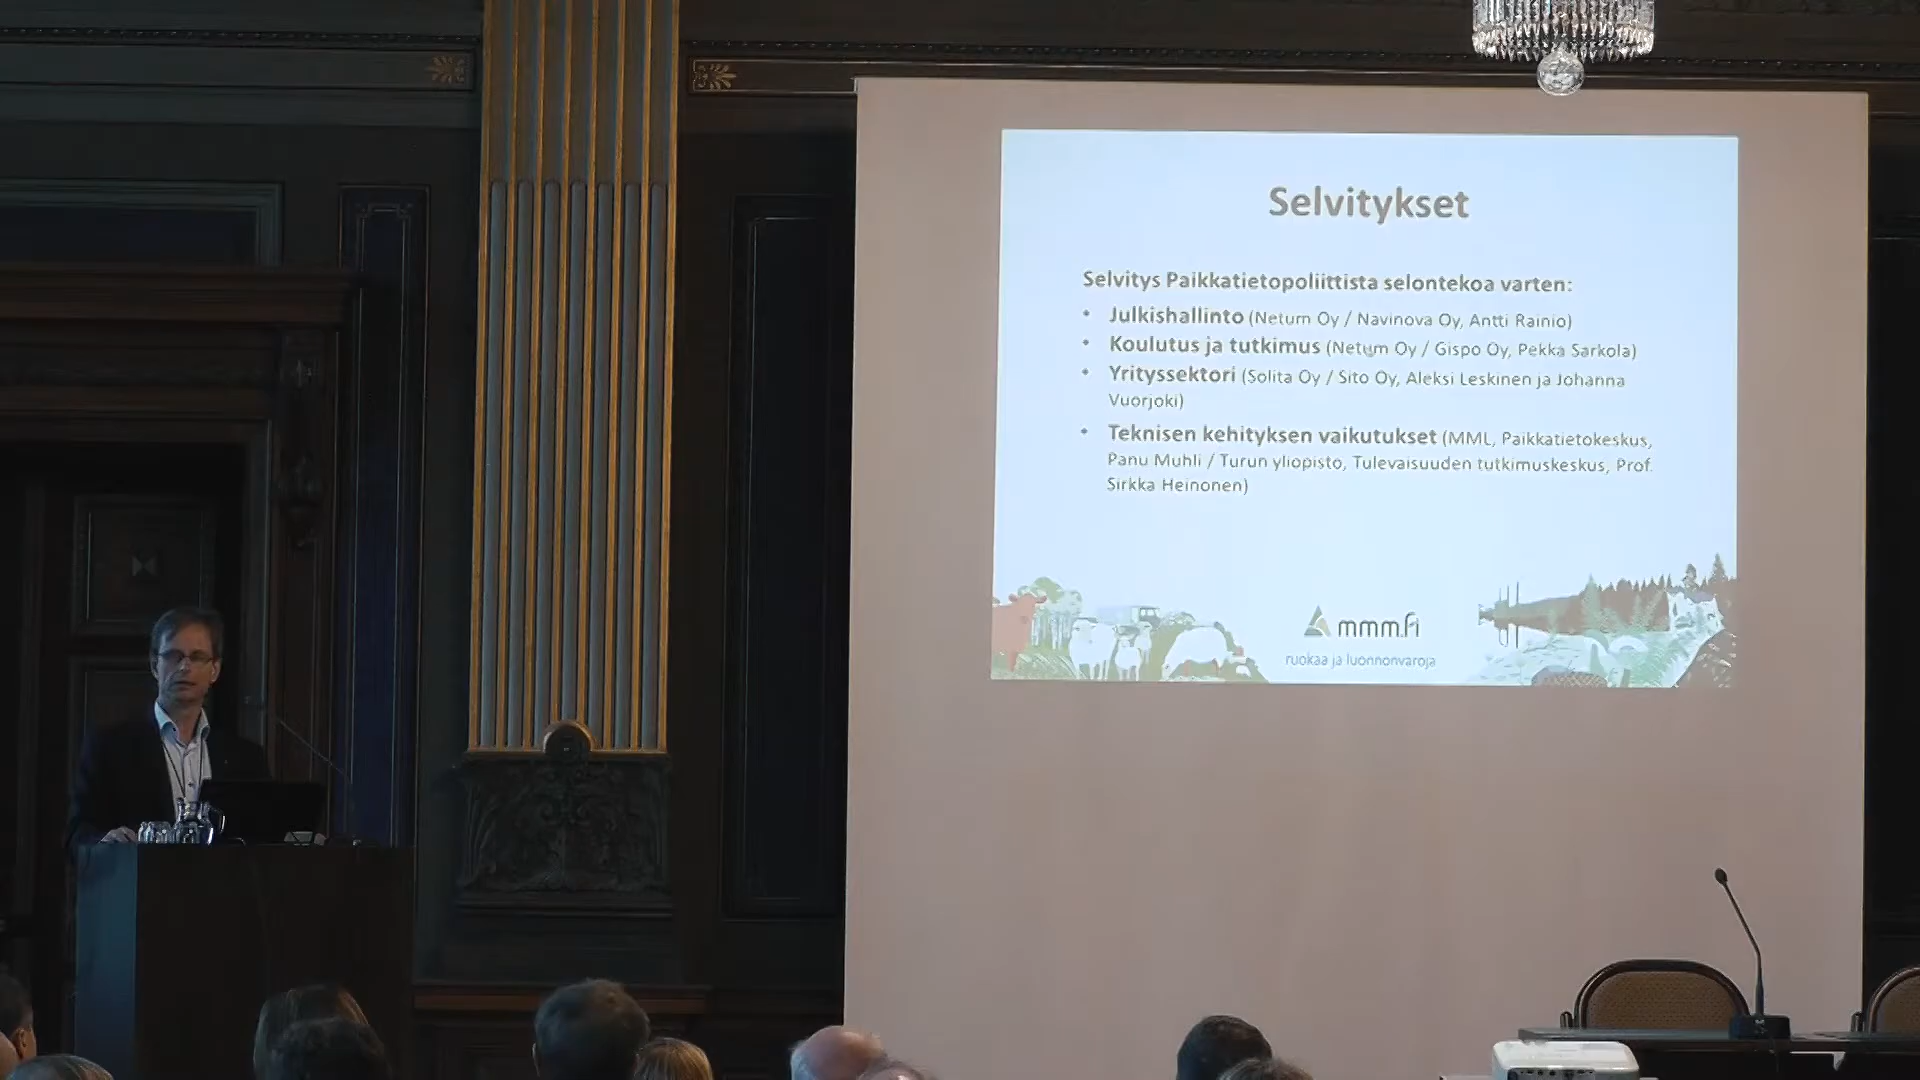 Selvitykset
Selvitys Paikkatietopoliittista selontekoa varten:
• Julkishallinto (Netum Oy / Navinova Oy, Antti Rainio)
• Koulutus ja tutkimus (Netum Oy / Gispo Oy, Pekka Sarkola)
• Yrityssektori (Solita Oy / Sito Oy, Aleksi Leskinen ja Johanna
Vuorjoki)
• Teknisen kehityksen vaikutukset (MML, Paikkatietokeskus,
Panu Muhli / Turun yliopisto, Tulevaisuuden tutkimuskeskus, Prof.
Sirkka Heinonen)
mmm.fi
ruokaa ja luonnonvaroja